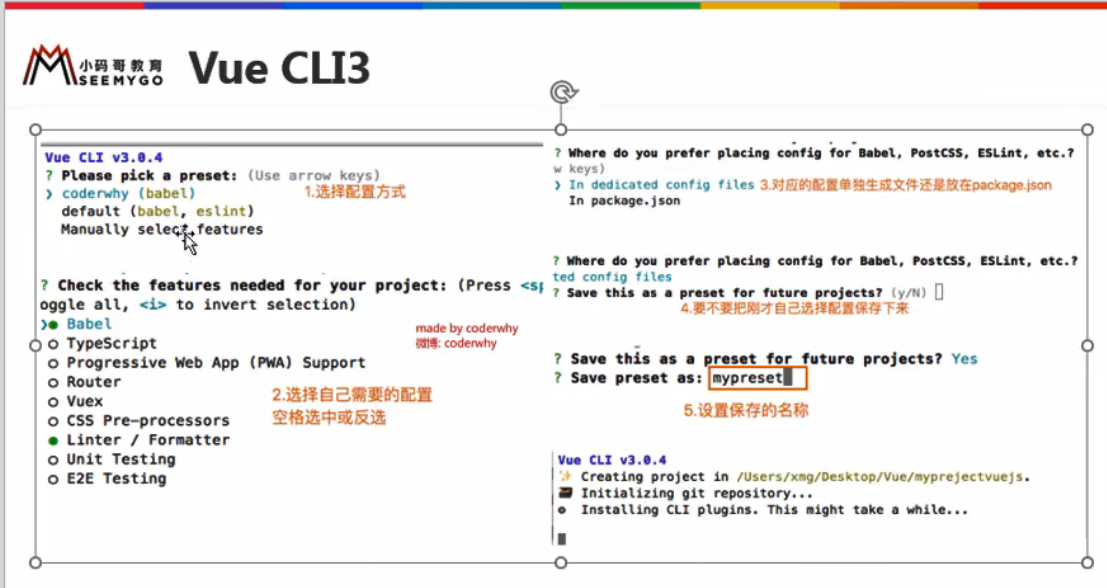 小码哥教育
SEEMYGO
Vue CLI3
Vue CLI v3.0.4
? Please pick a preset: (Use arrow keys)
❯ coderwhy (babel)
1.选择配置方式
default (babel, eslint)
Manually select features
? Check the features needed for your project: (Press <sp
oggle all, <i> to invert selection)
❯● Babel
○ TypeScript
○ Progressive Web App (PWA) Support
○ Router
○ Vuex
○ CSS Pre-processors
● Linter / Formatter
○ Unit Testing
○ E2E Testing
made by coderwhy
微博: coderwhy
2.选择自己需要的配置
空格选中或反选
? Where do you prefer placing config for Babel, PostCSS, ESLint, etc.?
w keys)
❯ In dedicated config files 3.对应的配置单独生成文件还是放在package.json
In package.json
? Where do you prefer placing config for Babel, PostCSS, ESLint, etc.?
ted config files
? Save this as a preset for future projects? (y/N)
4.要不要把刚才自己选择配置保存下来
? Save this as a preset for future projects? Yes
? Save preset as: mypreset
5.设置保存的名称
Vue CLI v3.0.4
✨ Creating project in /Users/xmg/Desktop/Vue/myprejectvuejs.
🗃 Initializing git repository...
⚙ Installing CLI plugins. This might take a while...